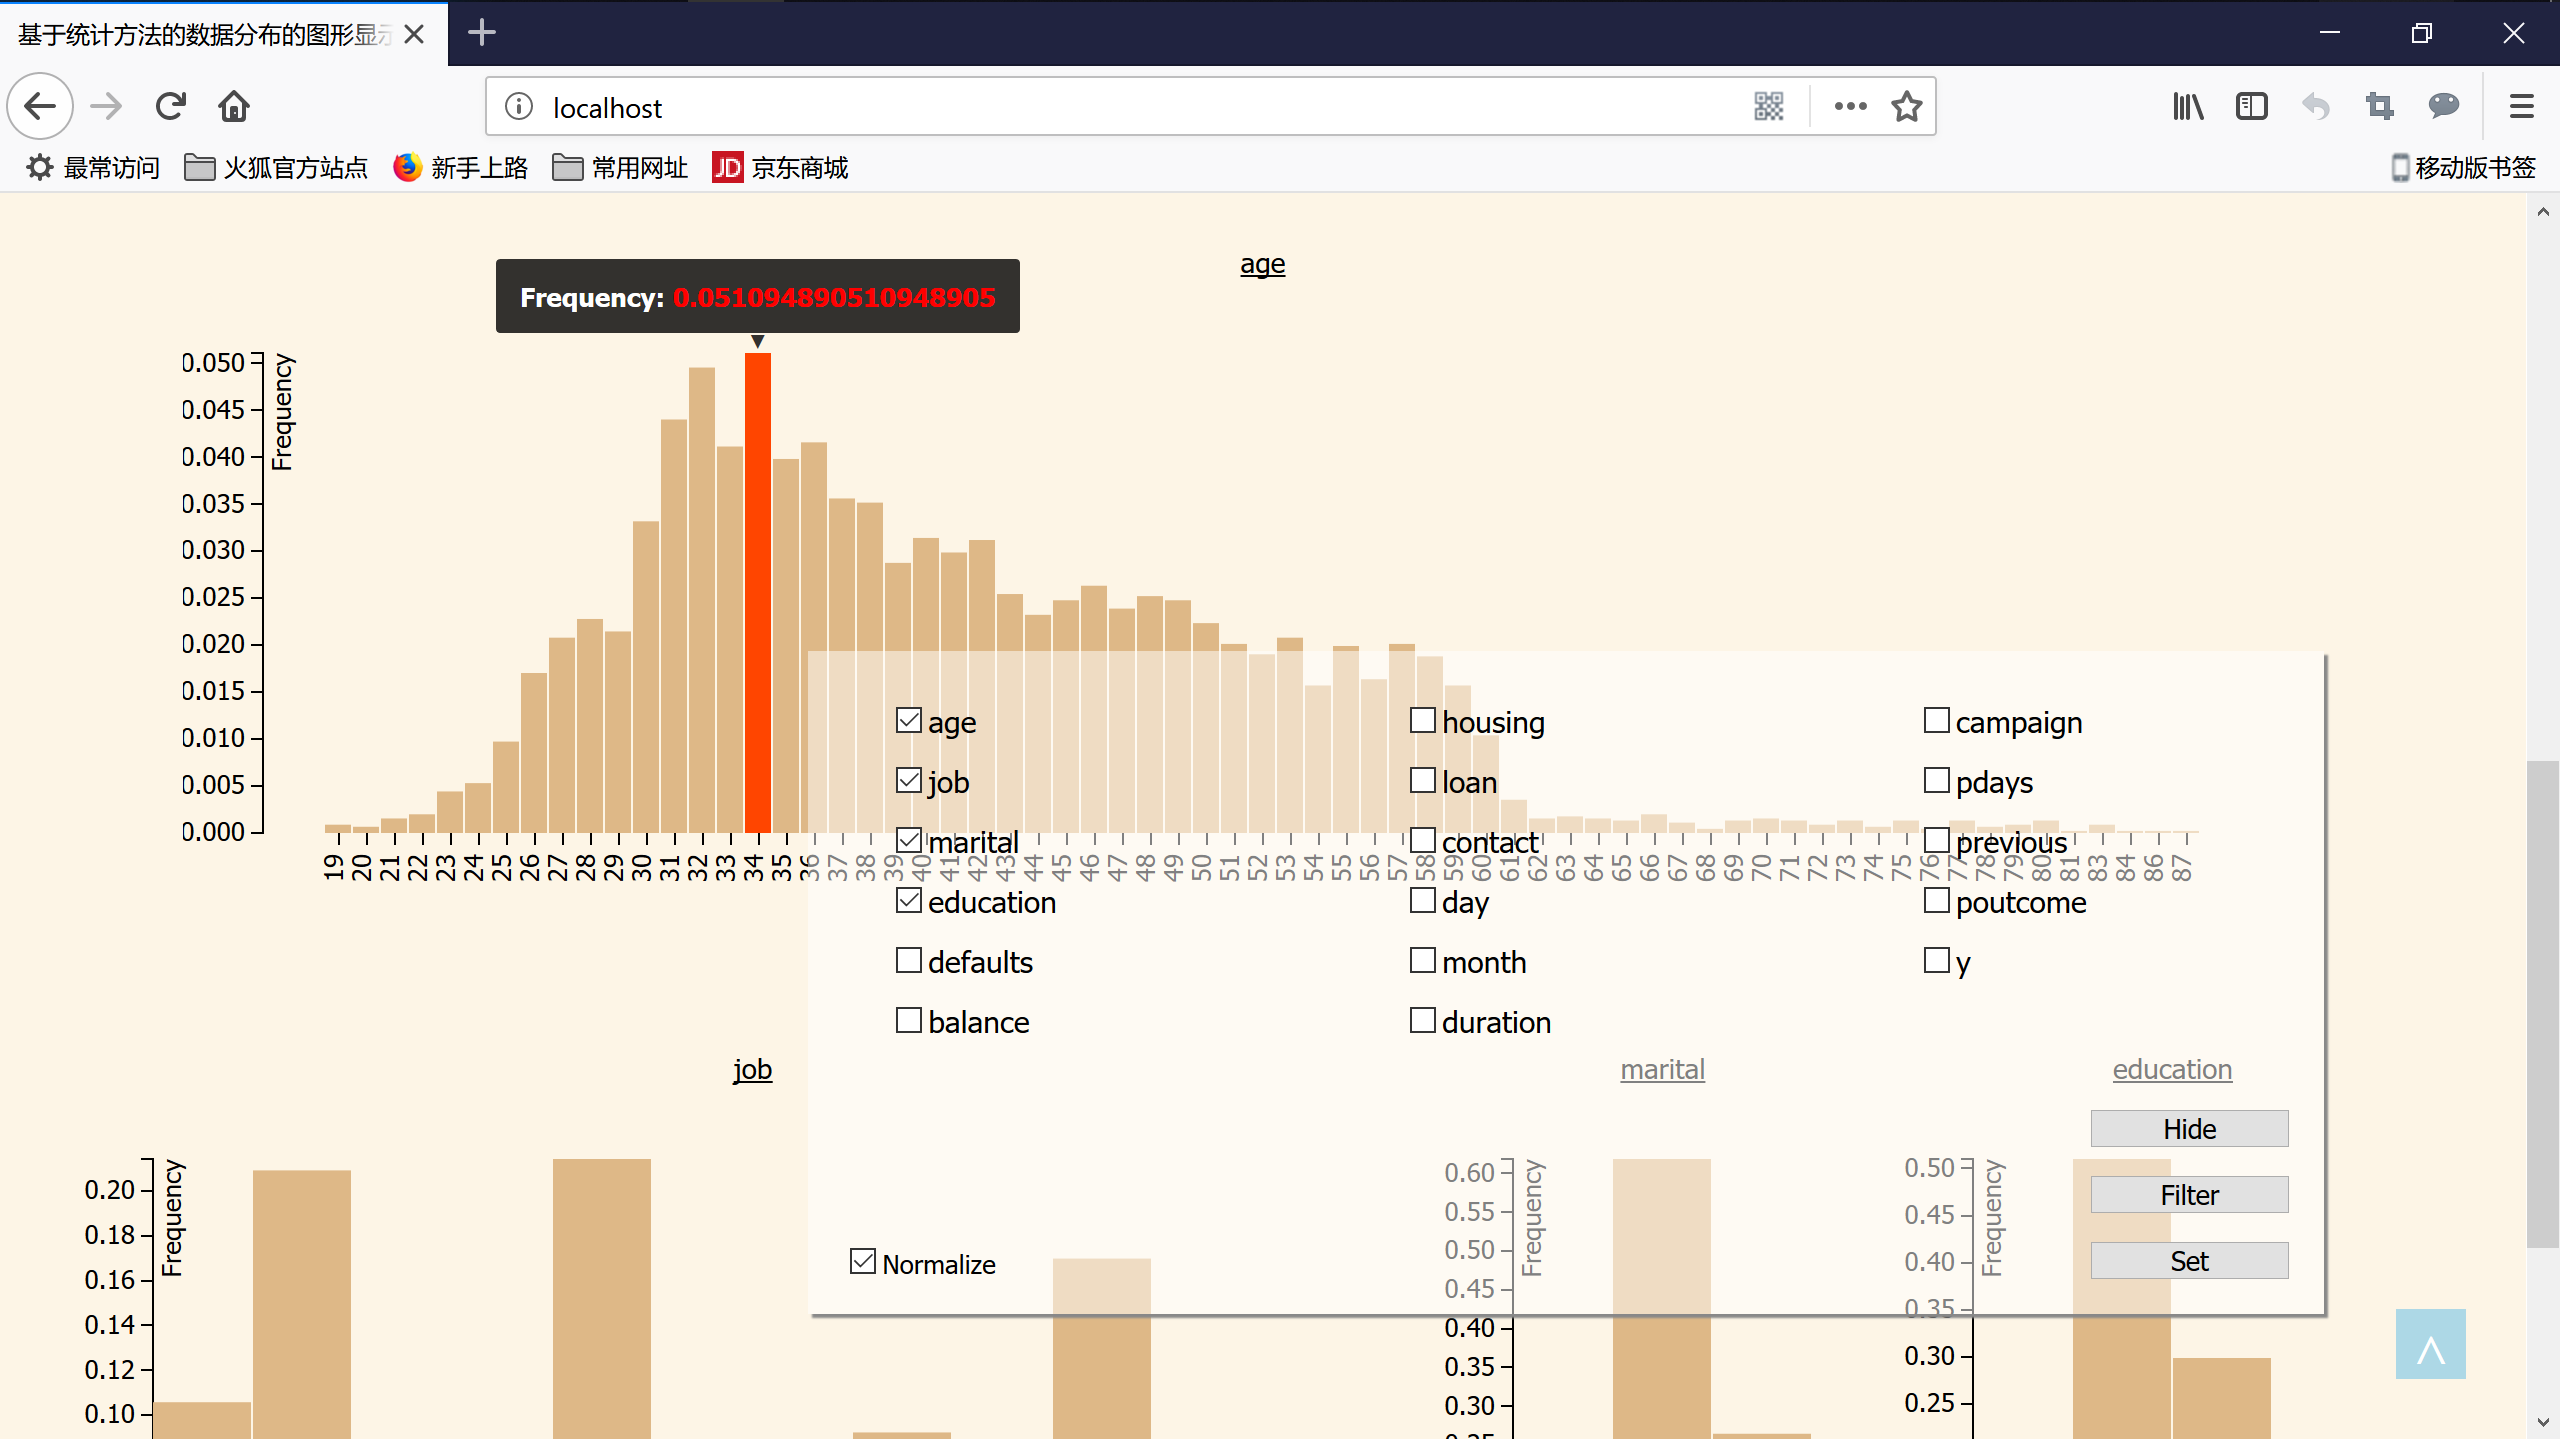 基于统计方法的数据分布的图形显示
localhost
最常访问 火狐官方站点 新手上路 常用网址 JD 京东商城 移动版书签
age
Frequency: 0.051094890510948905
Frequency
0.050
0.045
0.040
0.035
0.030
0.025
0.020
0.015
0.010
0.005
0.000
19 20 21 22 23 24 25 26 27 28 29 30 31 32 33 34 35 36 37 38 39 40 41 42 43 44 45 46 47 48 49 50 51 52 53 54 55 56 57 58 59 60 61 62 63 64 65 66 67 68 69 70 71 72 73 74 75 76 77 78 79 80 81 83 84 86 87
age housing campaign
job loan pdays
marital contact previous
education day poutcome
defaults month y
balance duration
Hide
Filter
Set
Normalize
job
Frequency
0.20
0.18
0.16
0.14
0.12
0.10
marital
Frequency
0.60
0.55
0.50
0.45
0.40
0.35
0.30
education
Frequency
0.50
0.45
0.40
0.35
0.30
0.25